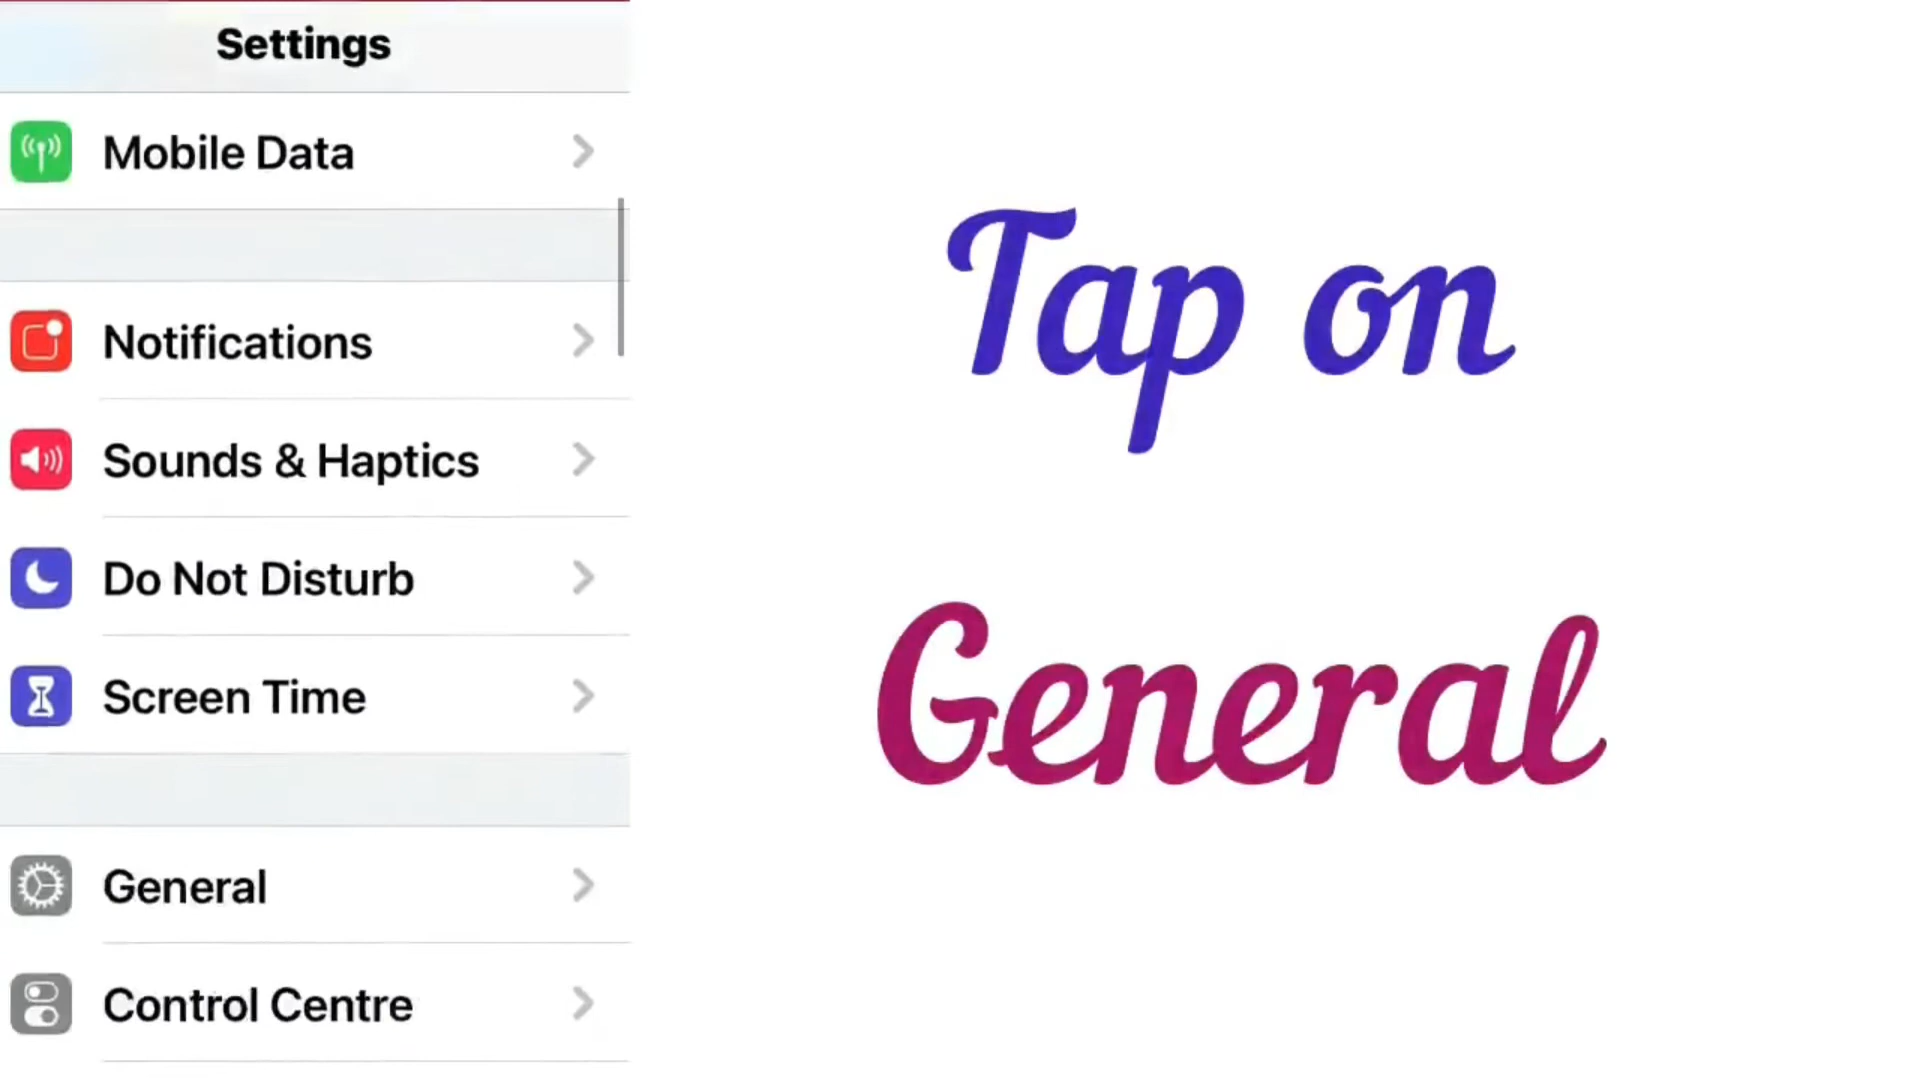 Settings
Mobile Data
Notifications
Sounds & Haptics
Do Not Disturb
Screen Time
General
Control Centre
Tap on
General